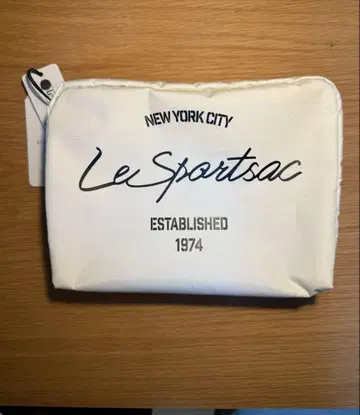 NEW YORK CITY
LeSportsac
ESTABLISHED
1974